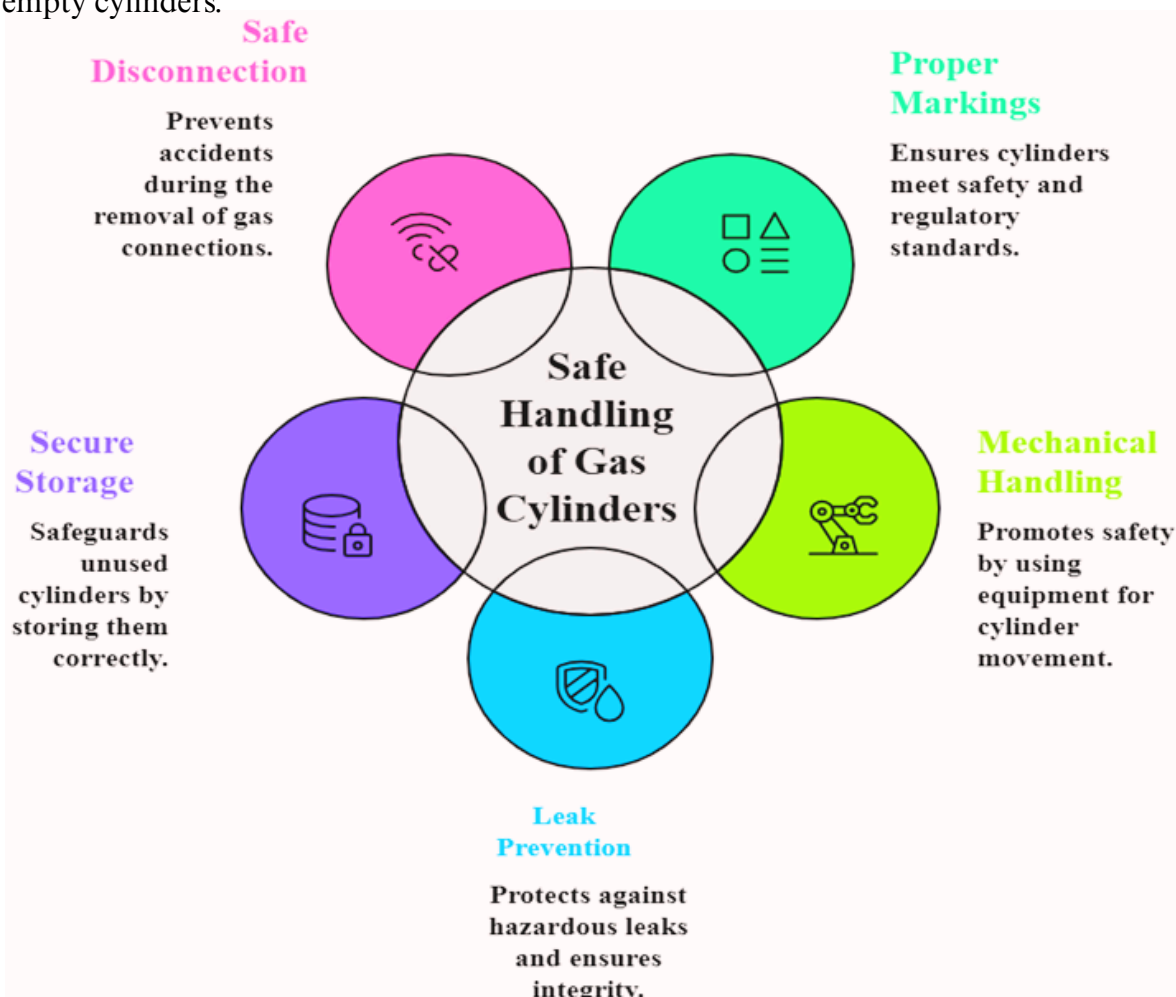 empty cylinders.
Safe
Disconnection
Prevents
accidents
during the
removal of gas
connections.
Proper
Markings
Ensures cylinders
meet safety and
regulatory
standards.
Safe
Handling
of Gas
Cylinders
Secure
Storage
Safeguards
unused
cylinders by
storing them
correctly.
Mechanical
Handling
Promotes safety
by using
equipment for
cylinder
movement.
Leak
Prevention
Protects against
hazardous leaks
and ensures
integrity.